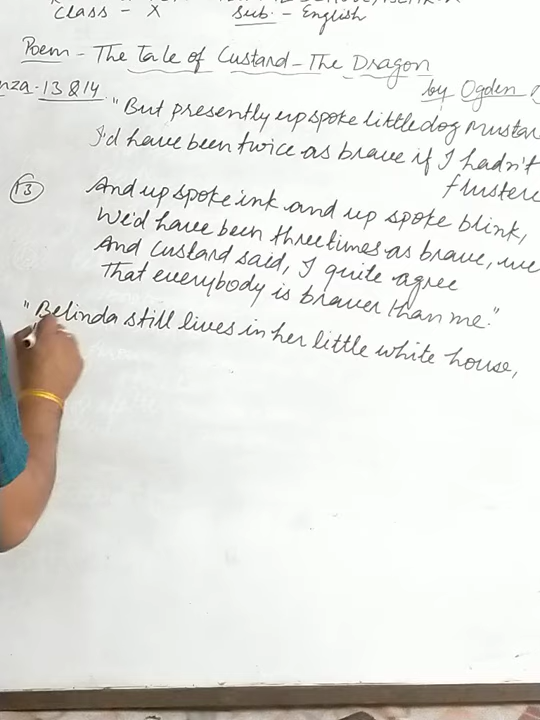 Class - X Sub. - English
Poem - The Tale of Custard - The Dragon
by Ogden
13 & 14
"But presently up spoke little dog
I'd have been twice as brave if I hadn't
13 And up spoke ink and up spoke blink,
We'd have been three times as brave, we
And Custard said, I quite agree
That everybody is braver than me."
"Belinda still lives in her little white house,